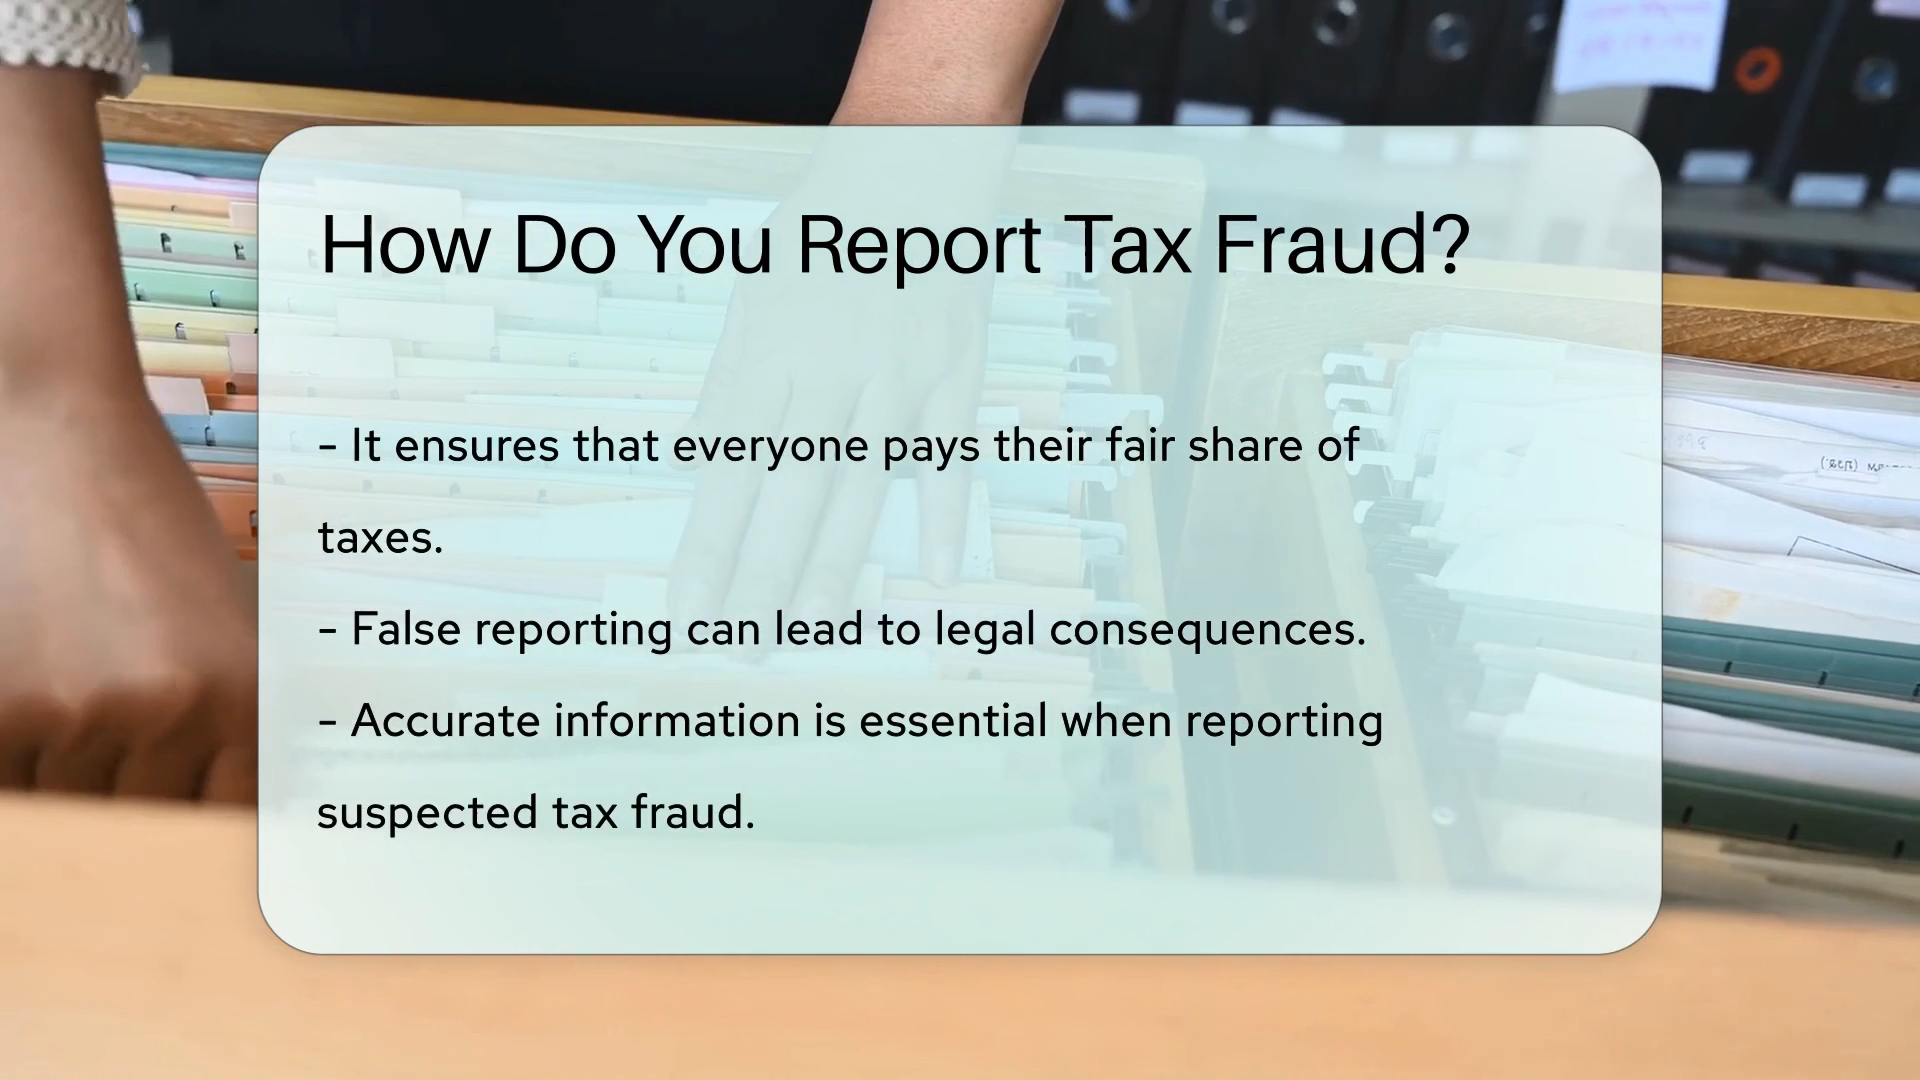 How Do You Report Tax Fraud?
- It ensures that everyone pays their fair share of
taxes.
- False reporting can lead to legal consequences.
- Accurate information is essential when reporting
suspected tax fraud.